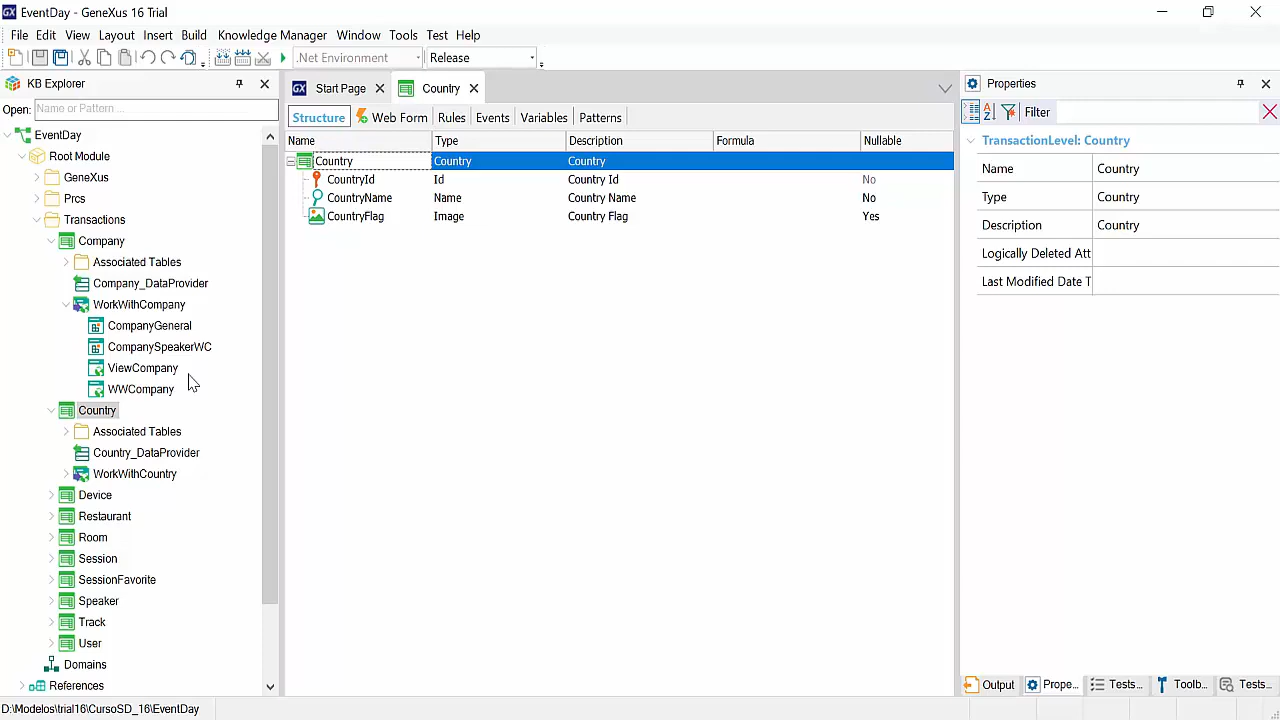 EventDay - GeneXus 16 Trial
File Edit View Layout Insert Build Knowledge Manager Window Tools Test Help
.Net Environment Release
KB Explorer
Open: Name or Pattern ...
EventDay
Root Module
GeneXus
Prcs
Transactions
Company
Associated Tables
Company_DataProvider
WorkWithCompany
CompanyGeneral
CompanySpeakerWC
ViewCompany
WWCompany
Country
Associated Tables
Country_DataProvider
WorkWithCountry
Device
Restaurant
Room
Session
SessionFavorite
Speaker
Track
User
Domains
References
Start Page Country
Structure Web Form Rules Events Variables Patterns
Name Type Description Formula Nullable
Country Country Country
CountryId Id Country Id No
CountryName Name Country Name No
CountryFlag Image Country Flag Yes
Properties
Filter
TransactionLevel: Country
Name Country
Type Country
Description Country
Logically Deleted Att
Last Modified Date T
Output Prope... Tests... Toolb... Tests...
D:\Modelos\trial16\CursoSD_16\EventDay